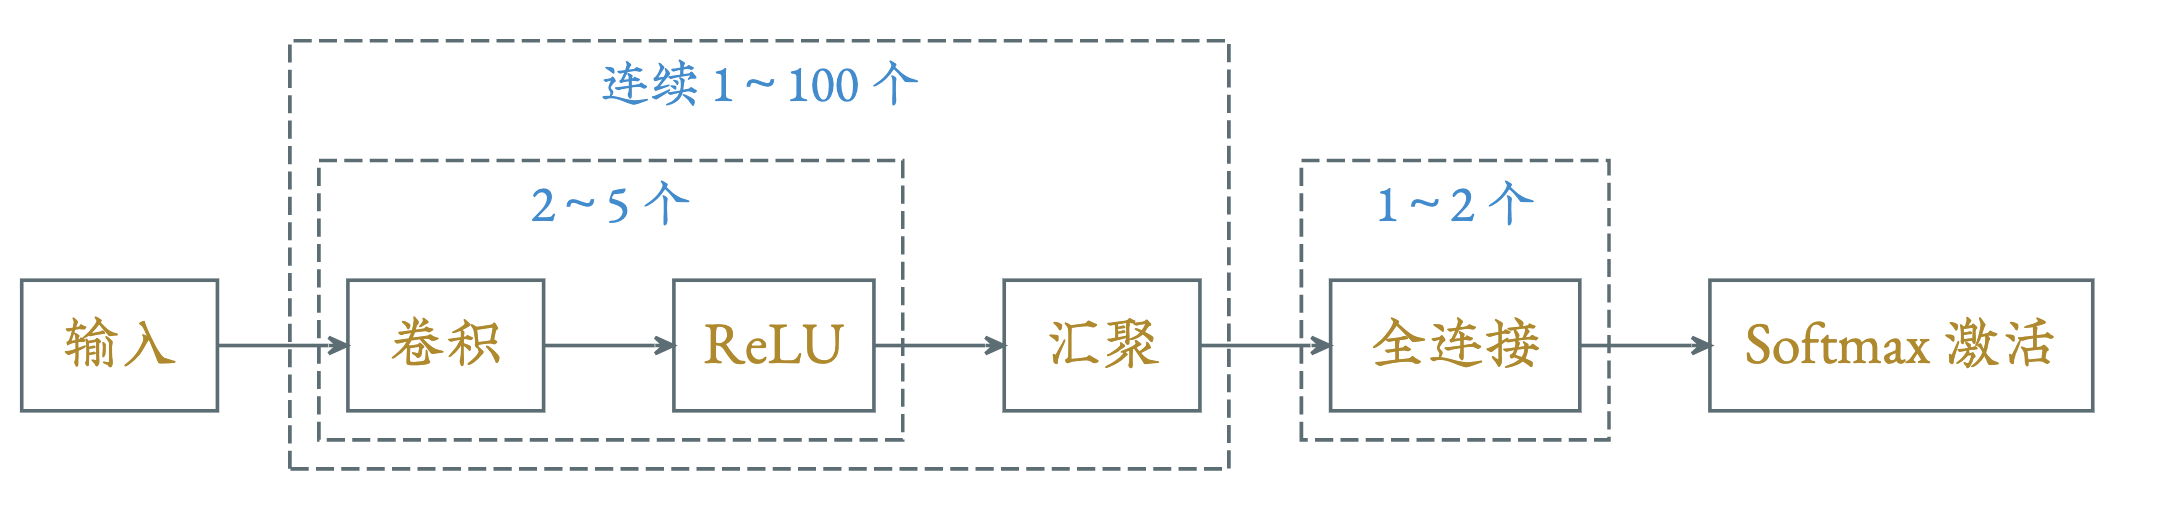 连续 1 ~ 100 个
2 ~ 5 个
1 ~ 2 个
输入
卷积
ReLU
汇聚
全连接
Softmax 激活